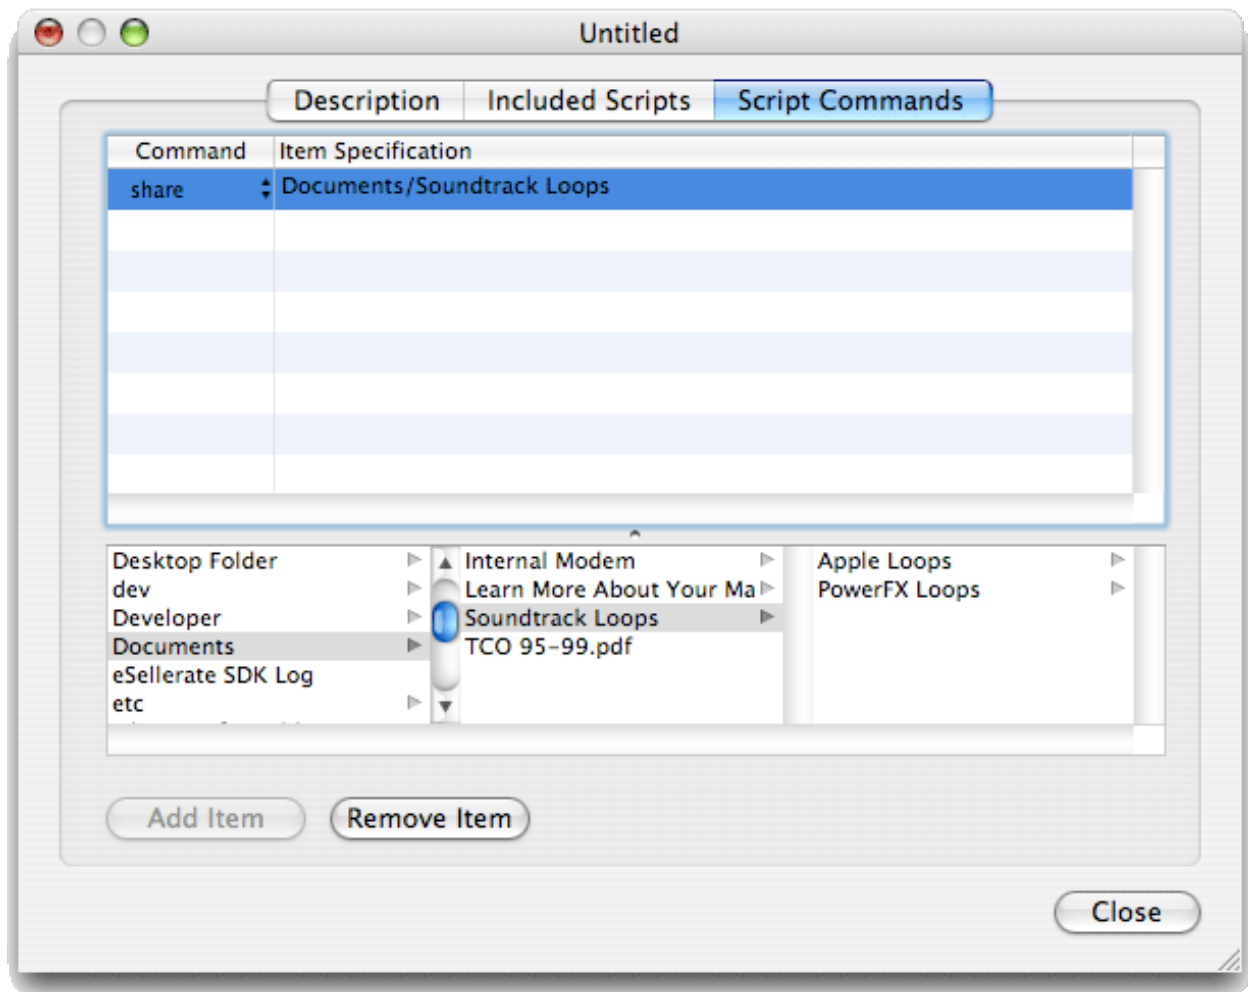 Untitled
Description Included Scripts Script Commands
Command Item Specification
share Documents/Soundtrack Loops
Desktop Folder Internal Modem Apple Loops
dev Learn More About Your Ma PowerFX Loops
Developer Soundtrack Loops
Documents TCO 95-99.pdf
eSellerate SDK Log
etc
Add Item Remove Item
Close